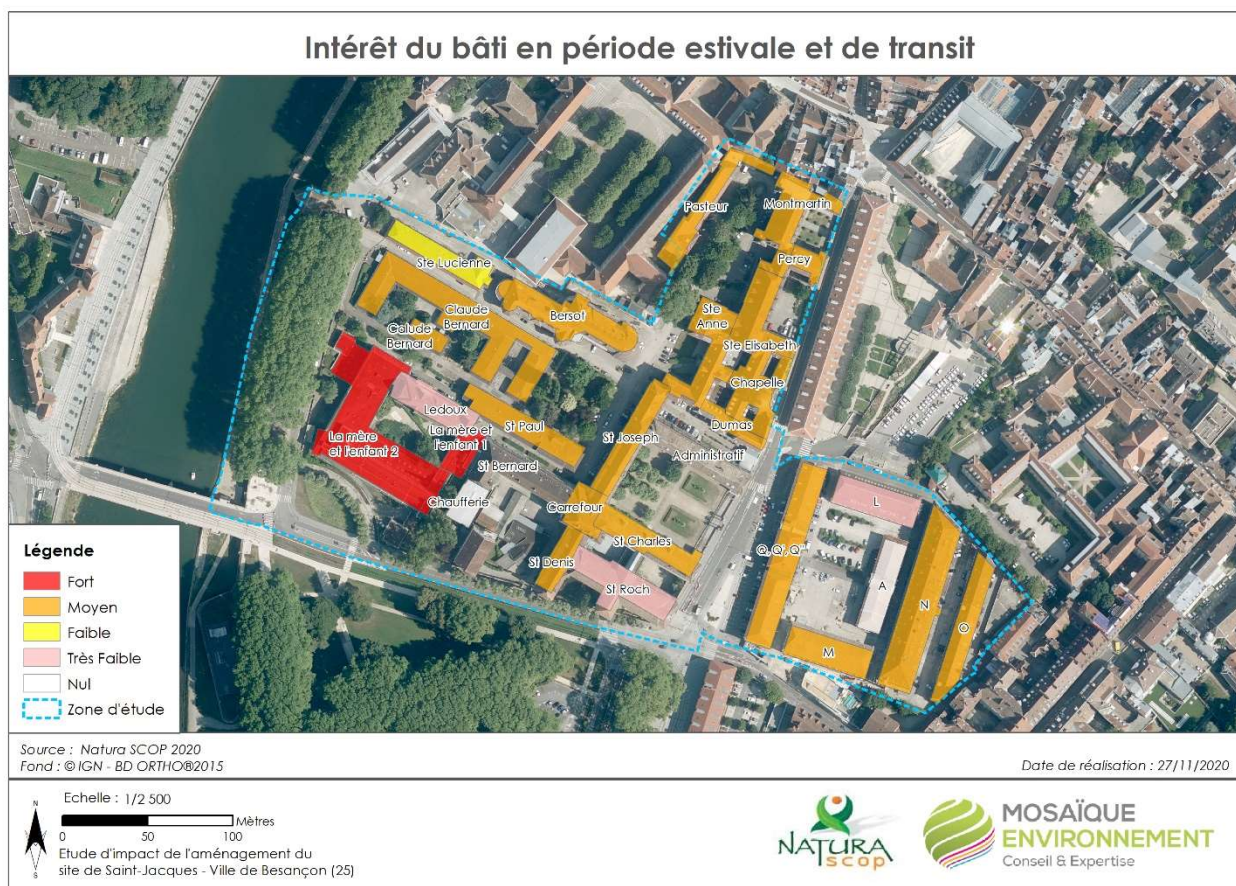 Intérêt du bâti en période estivale et de transit
Pasteur
Montmartin
Percy
Ste Lucienne
Claude
Bernard
Bersot
Calude
Bernard
Ste
Anne
Ste Elisabeth
Chapelle
Dumas
Ledoux
La mère et
l'enfant 1
La mère
et l'enfant 2
St Paul
St Joseph
Administratif
St Bernard
Chaufferie
Carrefour
St Charles
St Denis
St Roch
Q, Q', Q''
L
A
N
O
M
Légende
Fort
Moyen
Faible
Très Faible
Nul
Zone d'étude
Source : Natura SCOP 2020
Fond : © IGN - BD ORTHO®2015
Date de réalisation : 27/11/2020
N
S
Echelle : 1/2 500
Mètres
0 50 100
Etude d'impact de l'aménagement du
site de Saint-Jacques - Ville de Besançon (25)
NATURA
scop
MOSAÏQUE
ENVIRONNEMENT
Conseil & Expertise